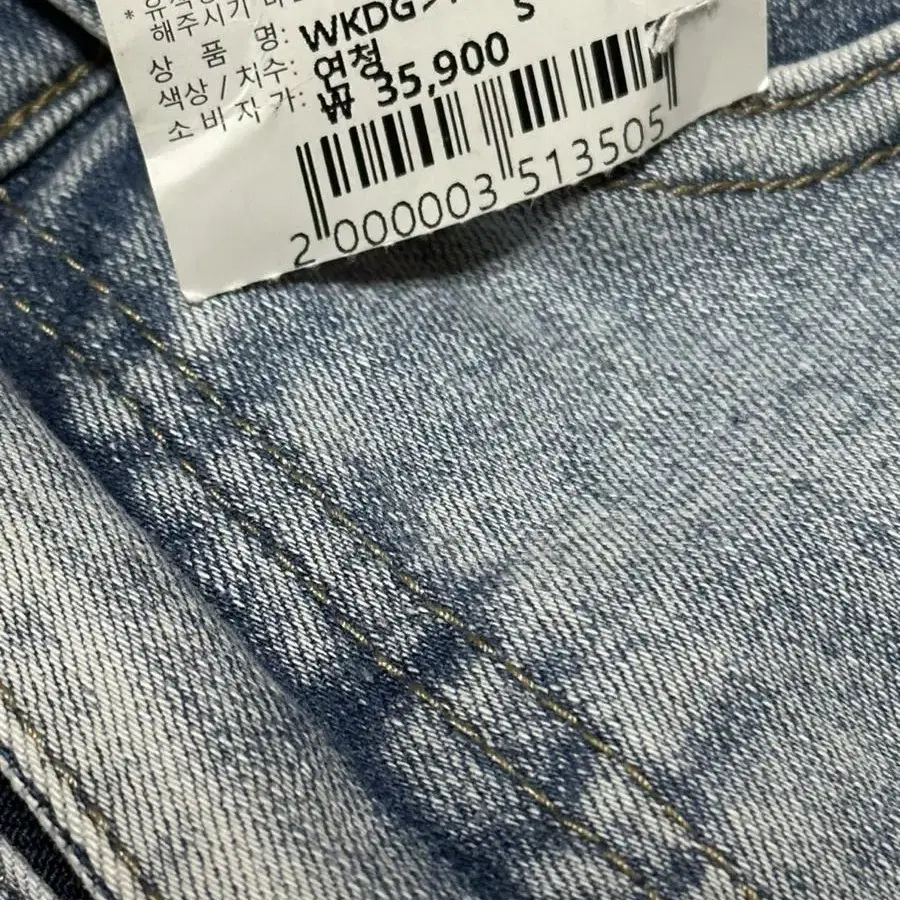 해주시기
상 품 명: WKDG
색상 / 치수: 연청 S
소 비 자 가: ₩ 35,900
2 000003 513505